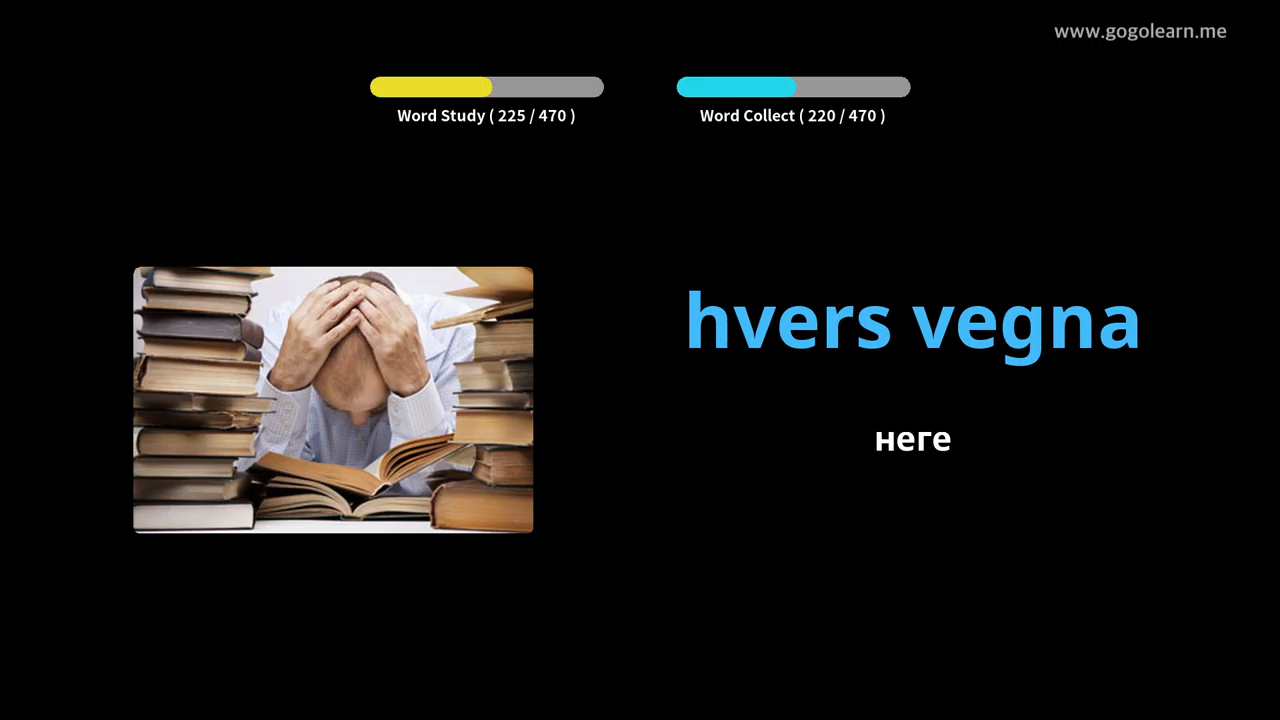 www.gogolearn.me
Word Study ( 225 / 470 )
Word Collect ( 220 / 470 )
hvers vegna
неге